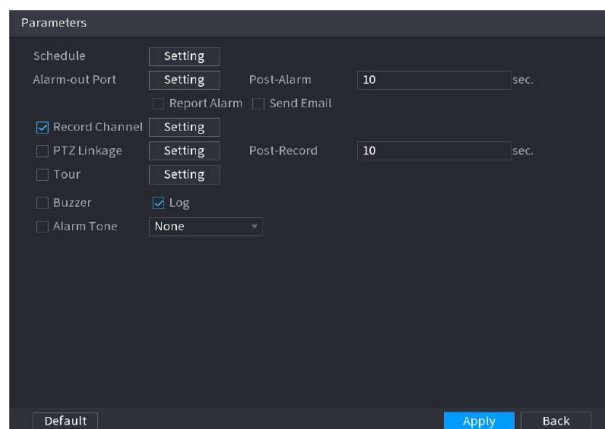 Parameters
Schedule Setting
Alarm-out Port Setting Post-Alarm 10 sec.
Report Alarm Send Email
Record Channel Setting
PTZ Linkage Setting Post-Record 10 sec.
Tour Setting
Buzzer Log
Alarm Tone None
Default Apply Back